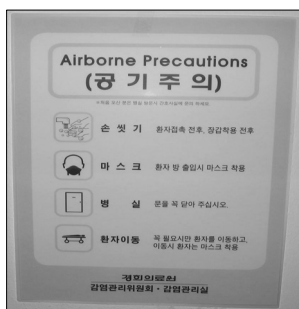 Airborne Precautions
(공 기 주 의)
손 씻 기 환자접촉 전후, 장갑착용 전후
마 스 크 환자 방 출입시 마스크 착용
병 실 문을 꼭 닫아 주십시오.
환자이동 꼭 필요시만 환자를 이동하고,
이동시 환자는 마스크 착용
경희의료원
감염관리위원회 · 감염관리실